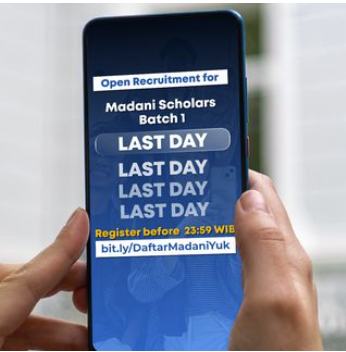 Open Recruitment for
Madani Scholars
Batch 1
LAST DAY
LAST DAY
LAST DAY
LAST DAY
Register before 23:59 WIB
bit.ly/DaftarMadaniYuk